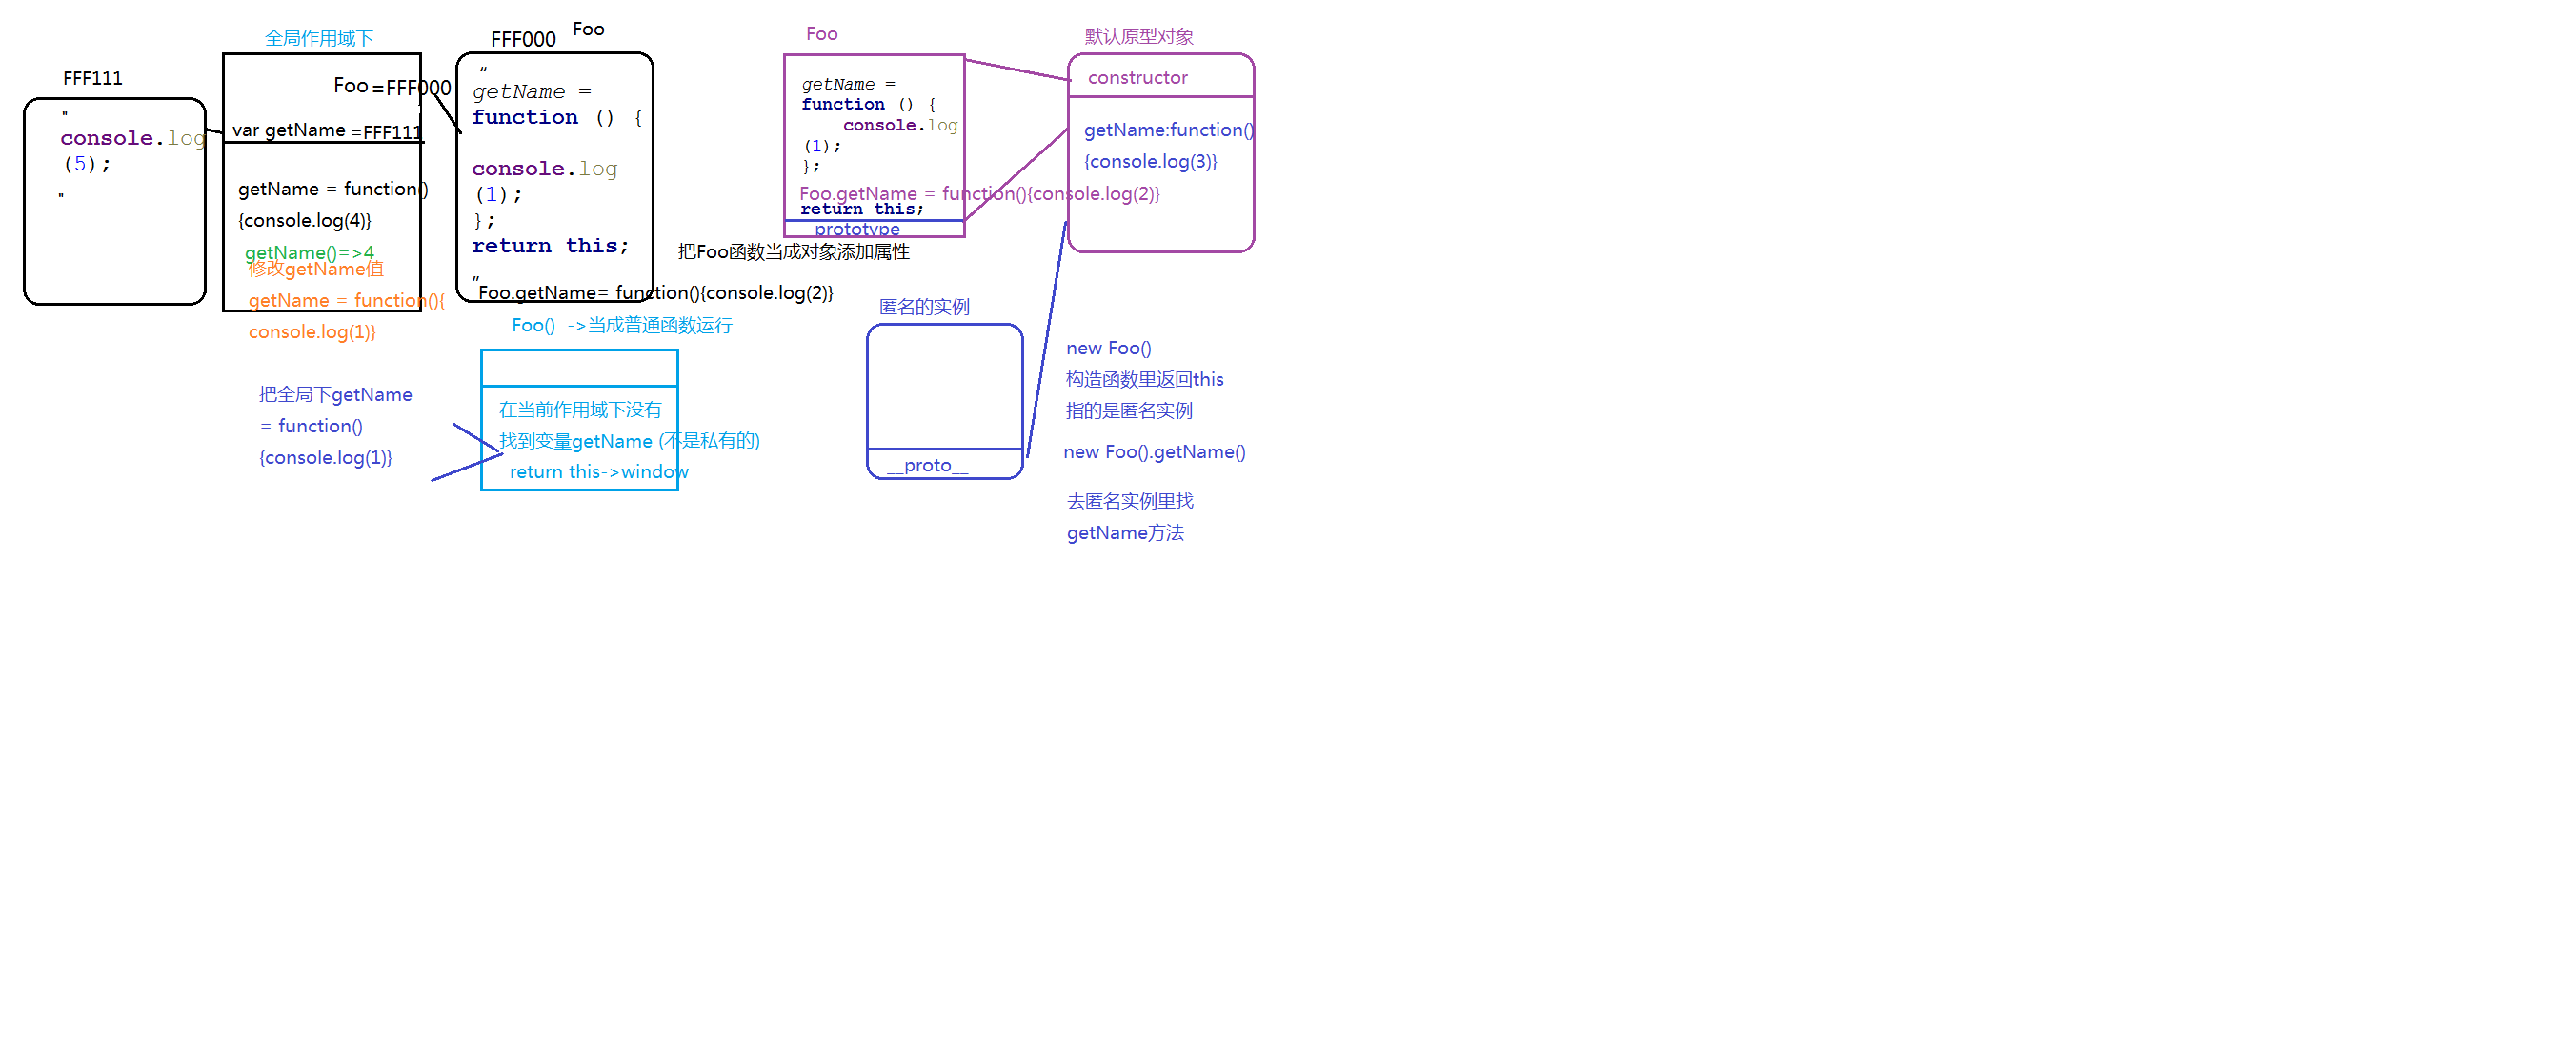 FFF111
"
console.log
(5);
"
全局作用域下
Foo =FFF000
var getName =FFF111
getName = function()
{console.log(4)}
getName()=>4
修改getName值
getName = function(){
console.log(1)}
把全局下getName
= function()
{console.log(1)}
FFF000
Foo
"
getName =
function () {
console.log
(1);
};
return this;
"
Foo.getName= function(){console.log(2)}
把Foo函数当成对象添加属性
Foo() ->当成普通函数运行
在当前作用域下没有
找到变量getName (不是私有的)
return this->window
Foo
getName =
function () {
console.log
(1);
};
Foo.getName = function(){console.log(2)}
return this;
prototype
默认原型对象
constructor
getName:function()
{console.log(3)}
匿名的实例
__proto__
new Foo()
构造函数里返回this
指的是匿名实例
new Foo().getName()
去匿名实例里找
getName方法